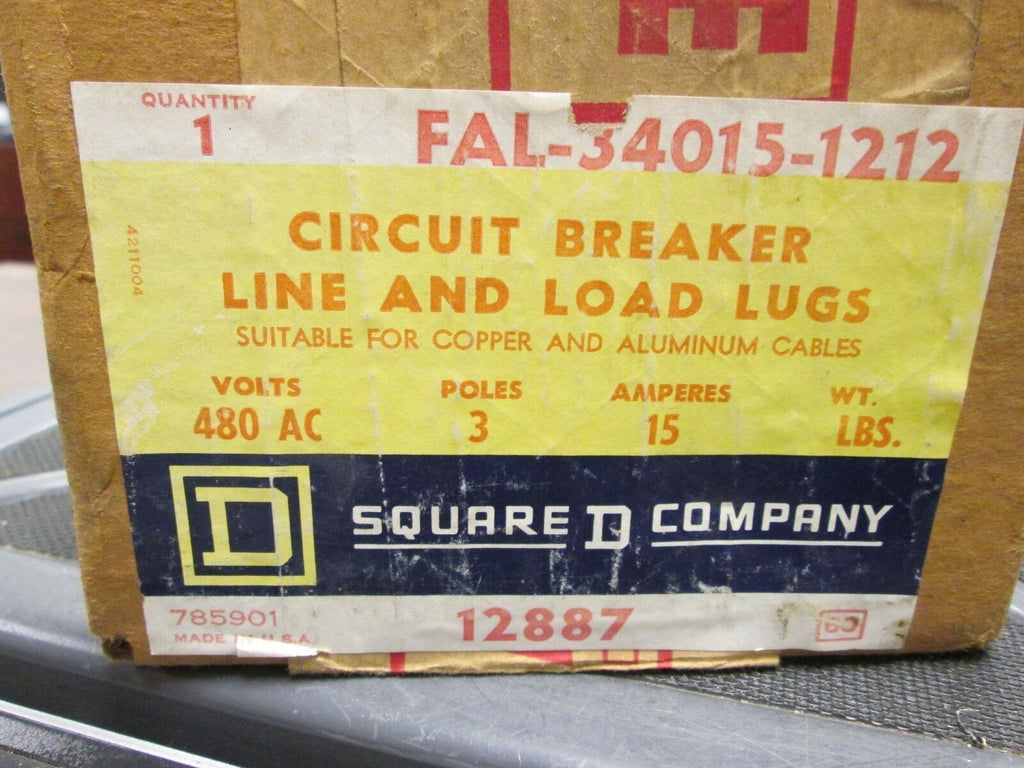 QUANTITY
1
FAL-34015-1212
4211004
CIRCUIT BREAKER
LINE AND LOAD LUGS
SUITABLE FOR COPPER AND ALUMINUM CABLES
VOLTS POLES AMPERES WT.
480 AC 3 15 LBS.
D SQUARE D COMPANY
785901 12887
MADE IN U.S.A.